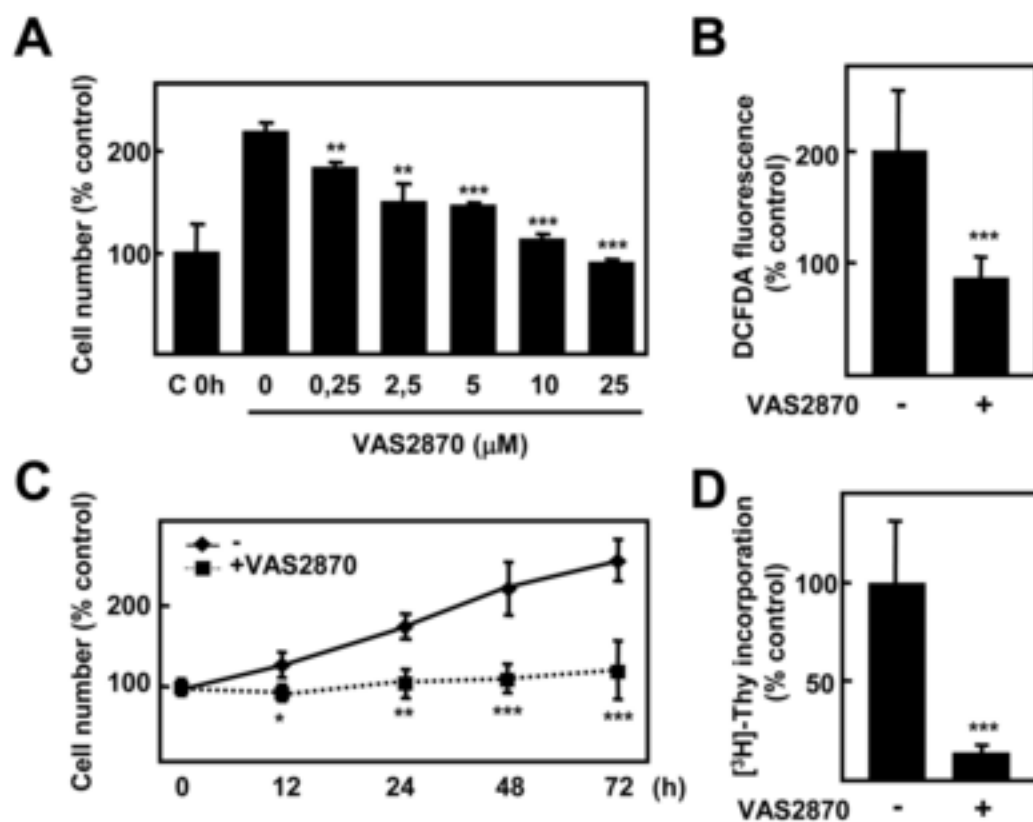 A
Cell number (% control)
200
100
** ** *** *** ***
C 0h 0 0,25 2,5 5 10 25
VAS2870 (μM)
B
DCFDA fluorescence
(% control)
200
100
***
VAS2870 - +
C
Cell number (% control)
-
+VAS2870
200
100
* ** *** ***
0 12 24 48 72 (h)
D
[³H]-Thy incorporation
(% control)
100
50
***
VAS2870 - +